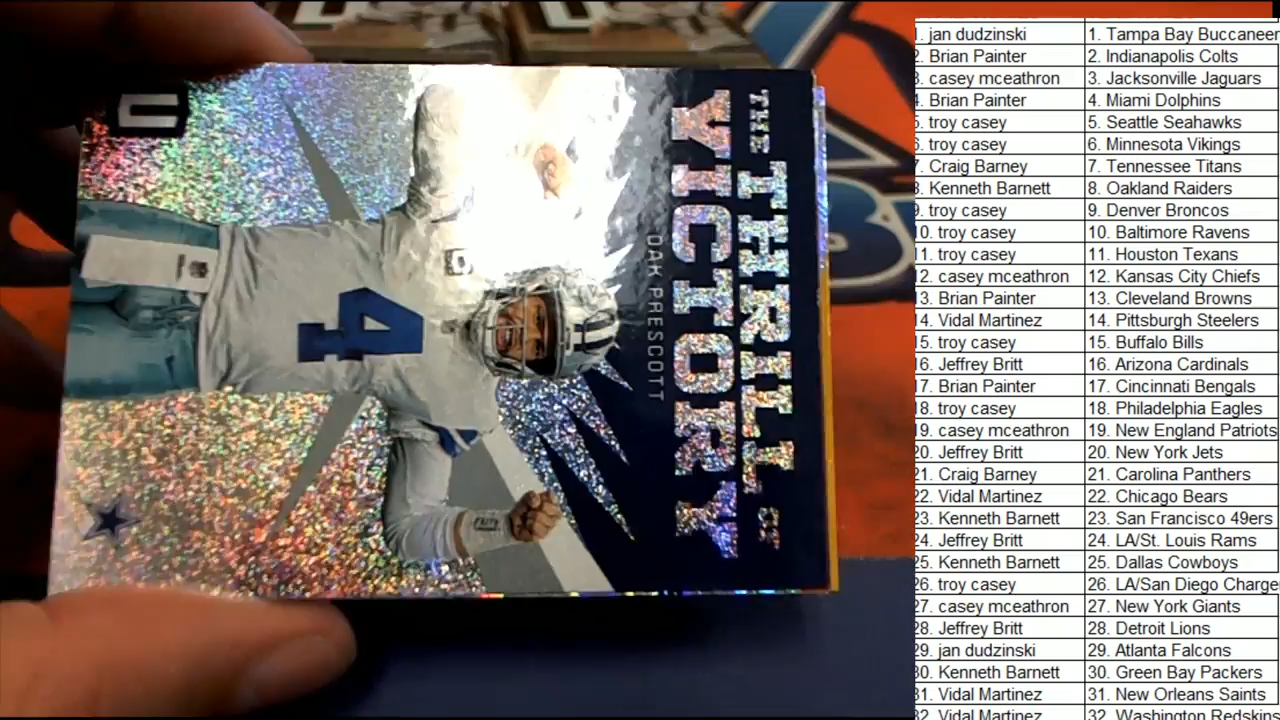 THE THRILL OF
VICTORY
DAK PRESCOTT
4
1. jan dudzinski 1. Tampa Bay Buccaneer
2. Brian Painter 2. Indianapolis Colts
3. casey mceathron 3. Jacksonville Jaguars
4. Brian Painter 4. Miami Dolphins
5. troy casey 5. Seattle Seahawks
6. troy casey 6. Minnesota Vikings
7. Craig Barney 7. Tennessee Titans
8. Kenneth Barnett 8. Oakland Raiders
9. troy casey 9. Denver Broncos
10. troy casey 10. Baltimore Ravens
11. troy casey 11. Houston Texans
12. casey mceathron 12. Kansas City Chiefs
13. Brian Painter 13. Cleveland Browns
14. Vidal Martinez 14. Pittsburgh Steelers
15. troy casey 15. Buffalo Bills
16. Jeffrey Britt 16. Arizona Cardinals
17. Brian Painter 17. Cincinnati Bengals
18. troy casey 18. Philadelphia Eagles
19. casey mceathron 19. New England Patriots
20. Jeffrey Britt 20. New York Jets
21. Craig Barney 21. Carolina Panthers
22. Vidal Martinez 22. Chicago Bears
23. Kenneth Barnett 23. San Francisco 49ers
24. Jeffrey Britt 24. LA/St. Louis Rams
25. Kenneth Barnett 25. Dallas Cowboys
26. troy casey 26. LA/San Diego Charge
27. casey mceathron 27. New York Giants
28. Jeffrey Britt 28. Detroit Lions
29. jan dudzinski 29. Atlanta Falcons
30. Kenneth Barnett 30. Green Bay Packers
31. Vidal Martinez 31. New Orleans Saints
32. Vidal Martinez 32. Washington Redskins